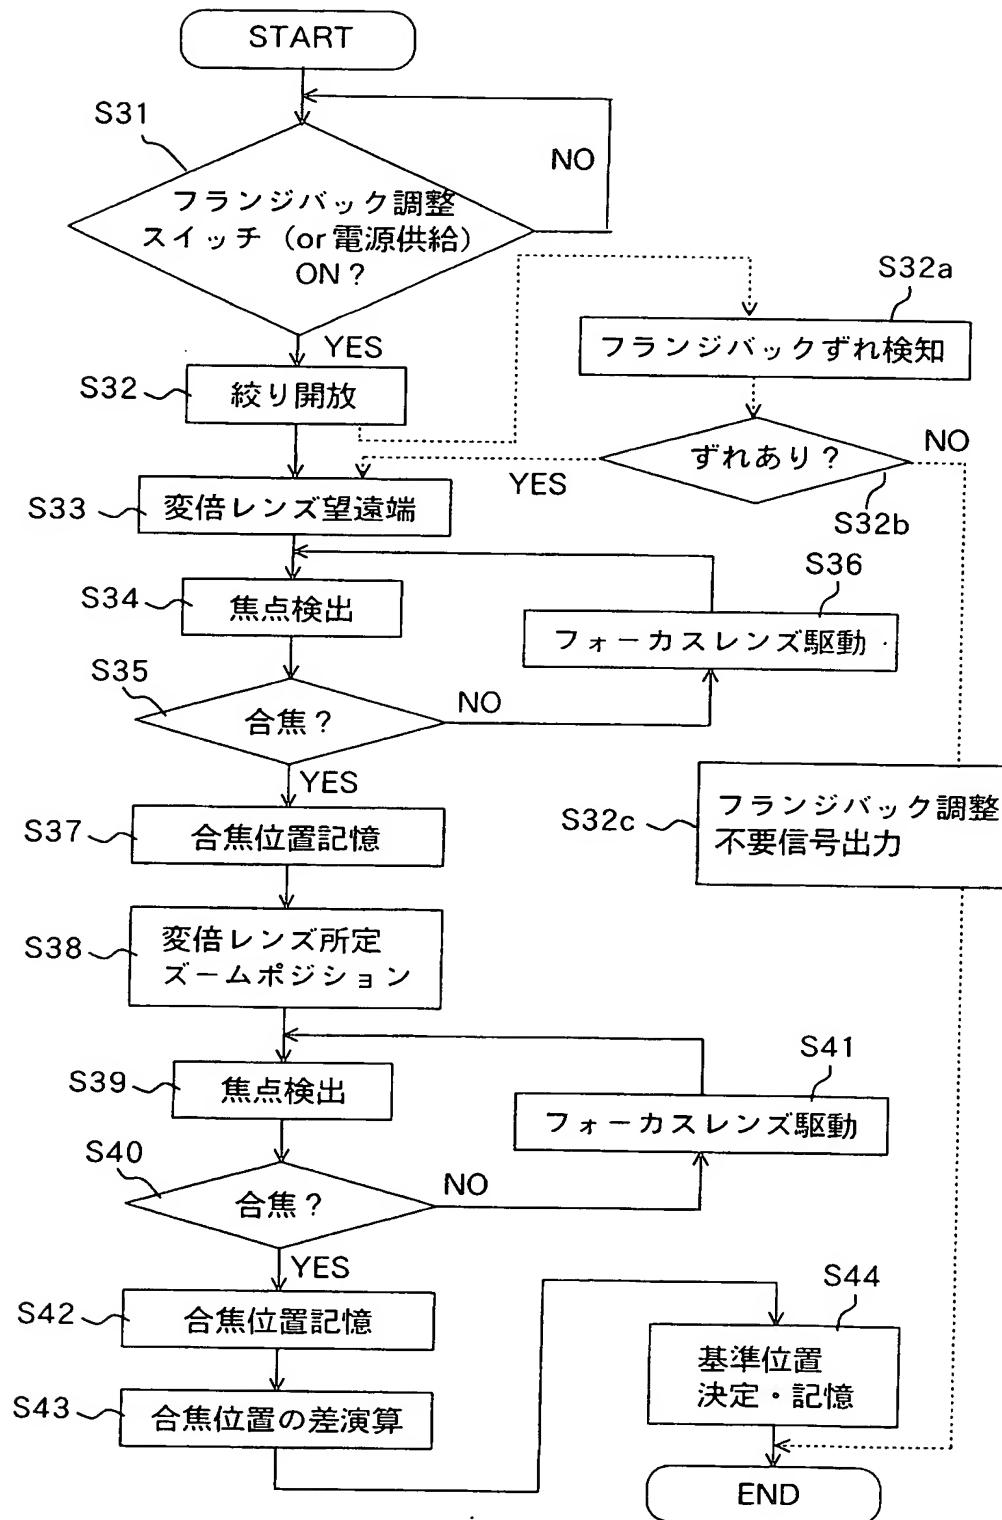 START
S31
NO
フランジバック調整
スイッチ（or電源供給）
ON？
YES
S32
絞り開放
S32a
フランジバックずれ検知
ずれあり？
NO
YES
S32b
S33
変倍レンズ望遠端
S34
焦点検出
S36
フォーカスレンズ駆動
S35
合焦？
NO
YES
S32c
フランジバック調整
不要信号出力
S37
合焦位置記憶
S38
変倍レンズ所定
ズームポジション
S39
焦点検出
S41
フォーカスレンズ駆動
S40
合焦？
NO
YES
S42
合焦位置記憶
S43
合焦位置の差演算
S44
基準位置
決定・記憶
END